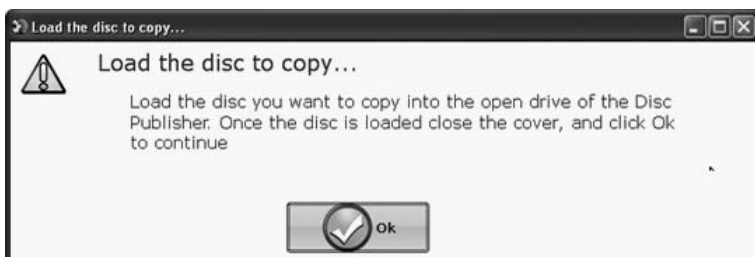 Load the disc to copy...
Load the disc to copy...
Load the disc you want to copy into the open drive of the Disc
Publisher. Once the disc is loaded close the cover, and click Ok
to continue
Ok